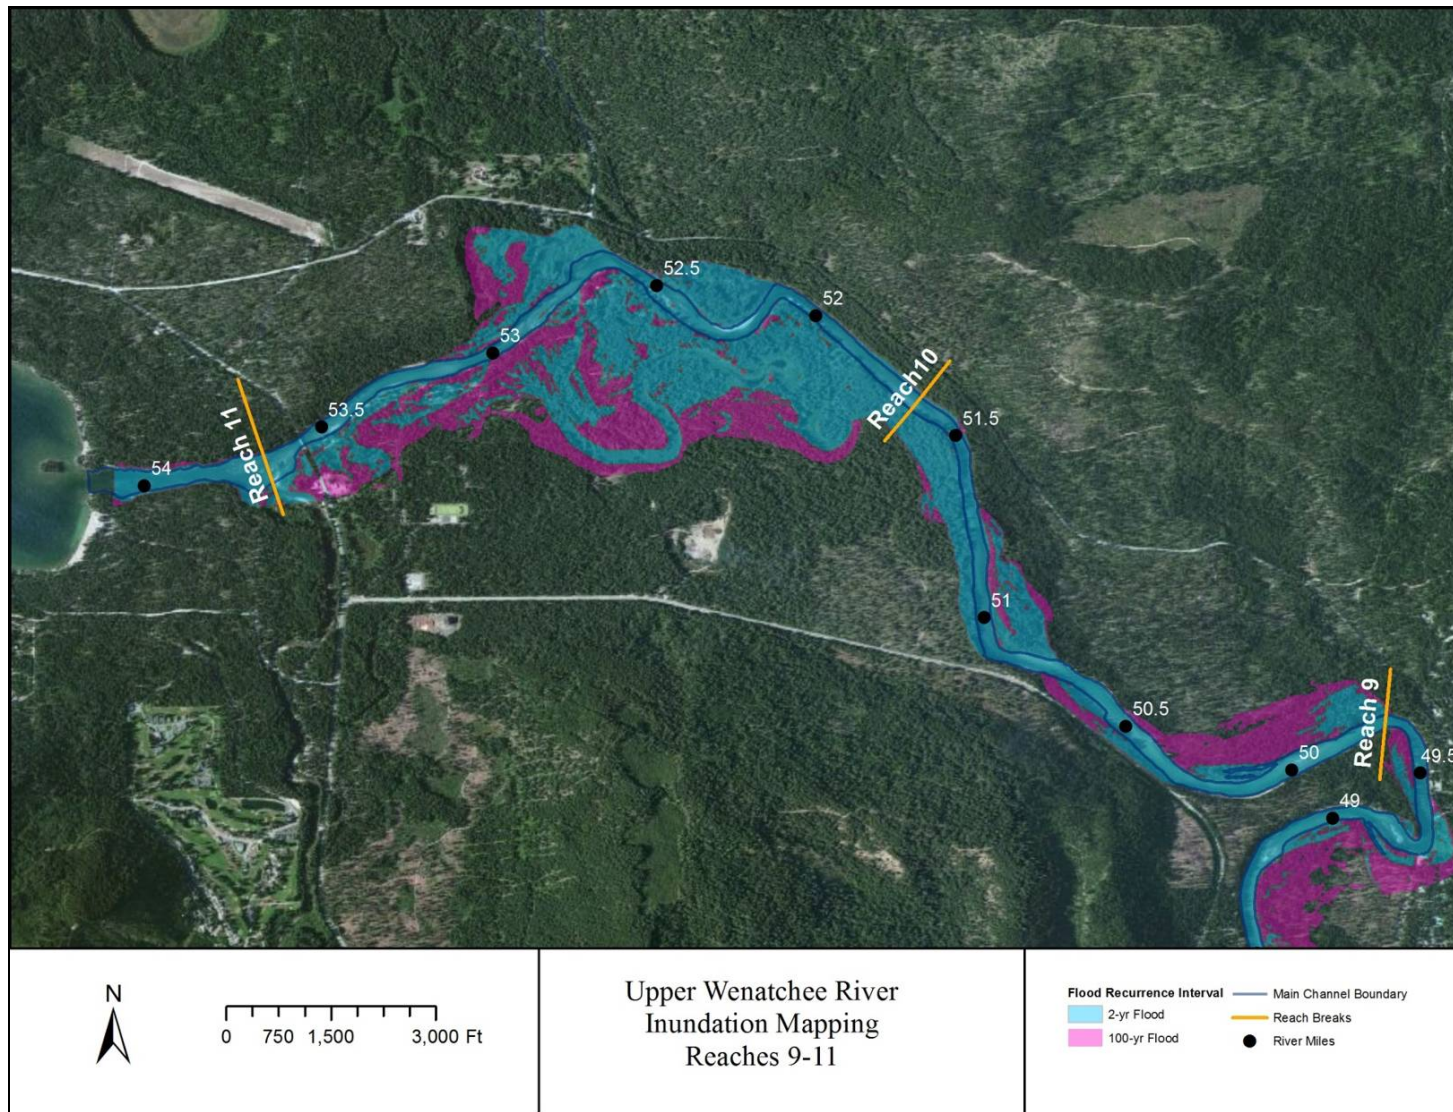 52.5
52
53
Reach10
53.5
51.5
Reach 11
54
51
50.5
Reach 9
50
49.5
49
N
0 750 1,500 3,000 Ft
Upper Wenatchee River
Inundation Mapping
Reaches 9-11
Flood Recurrence Interval
2-yr Flood
100-yr Flood
Main Channel Boundary
Reach Breaks
River Miles